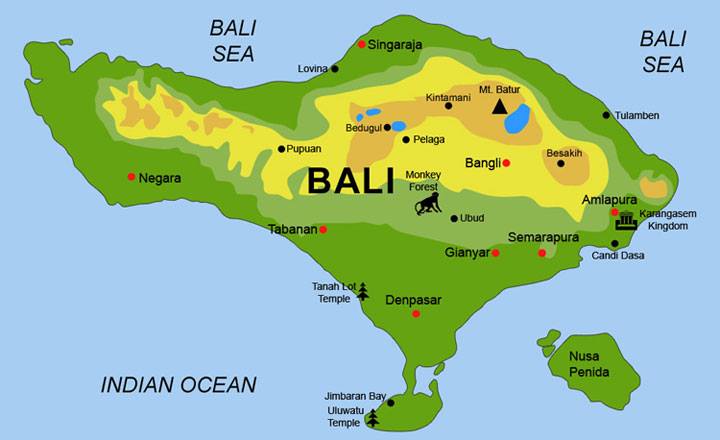 BALI
SEA
BALI
SEA
Singaraja
Lovina
Mt. Batur
Kintamani
Tulamben
Bedugul
Pelaga
Pupuan
Besakih
Bangli
Negara
BALI
Monkey
Forest
Amlapura
Ubud
Karangasem
Kingdom
Tabanan
Semarapura
Gianyar
Candi Dasa
Tanah Lot
Temple
Denpasar
Nusa
Penida
INDIAN OCEAN
Jimbaran Bay
Uluwatu
Temple